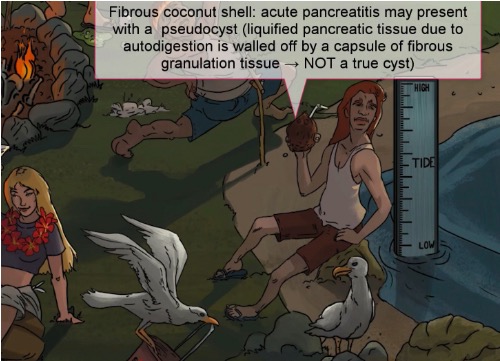 Fibrous coconut shell: acute pancreatitis may present
with a pseudocyst (liquified pancreatic tissue due to
autodigestion is walled off by a capsule of fibrous
granulation tissue → NOT a true cyst)
HIGH
TIDE
LOW